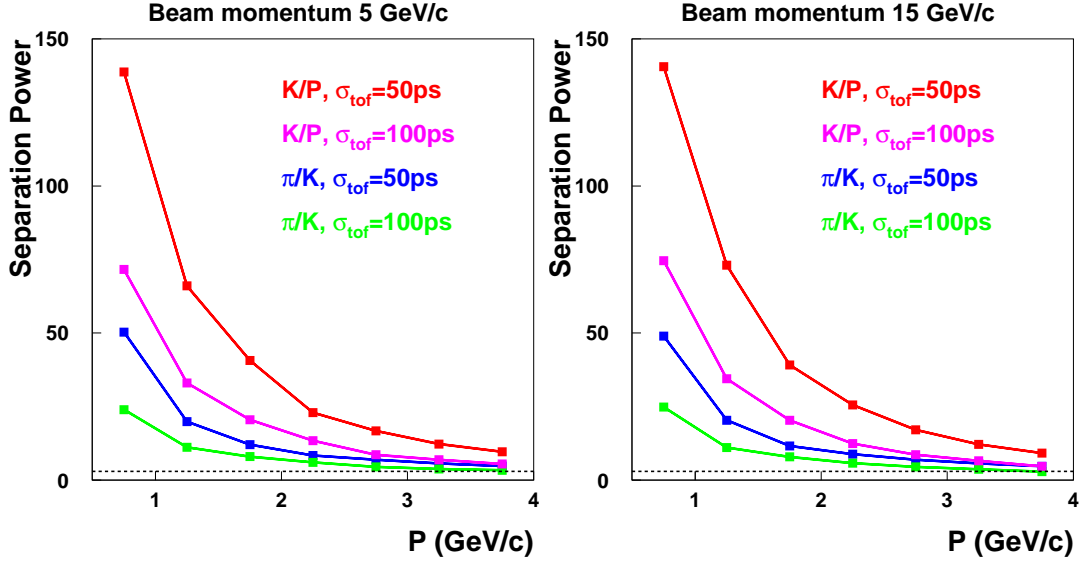 Beam momentum 5 GeV/c
Separation Power
150
100
50
0
K/P, σtof=50ps
K/P, σtof=100ps
π/K, σtof=50ps
π/K, σtof=100ps
1 2 3 4
P (GeV/c)
Beam momentum 15 GeV/c
Separation Power
150
100
50
0
K/P, σtof=50ps
K/P, σtof=100ps
π/K, σtof=50ps
π/K, σtof=100ps
1 2 3 4
P (GeV/c)